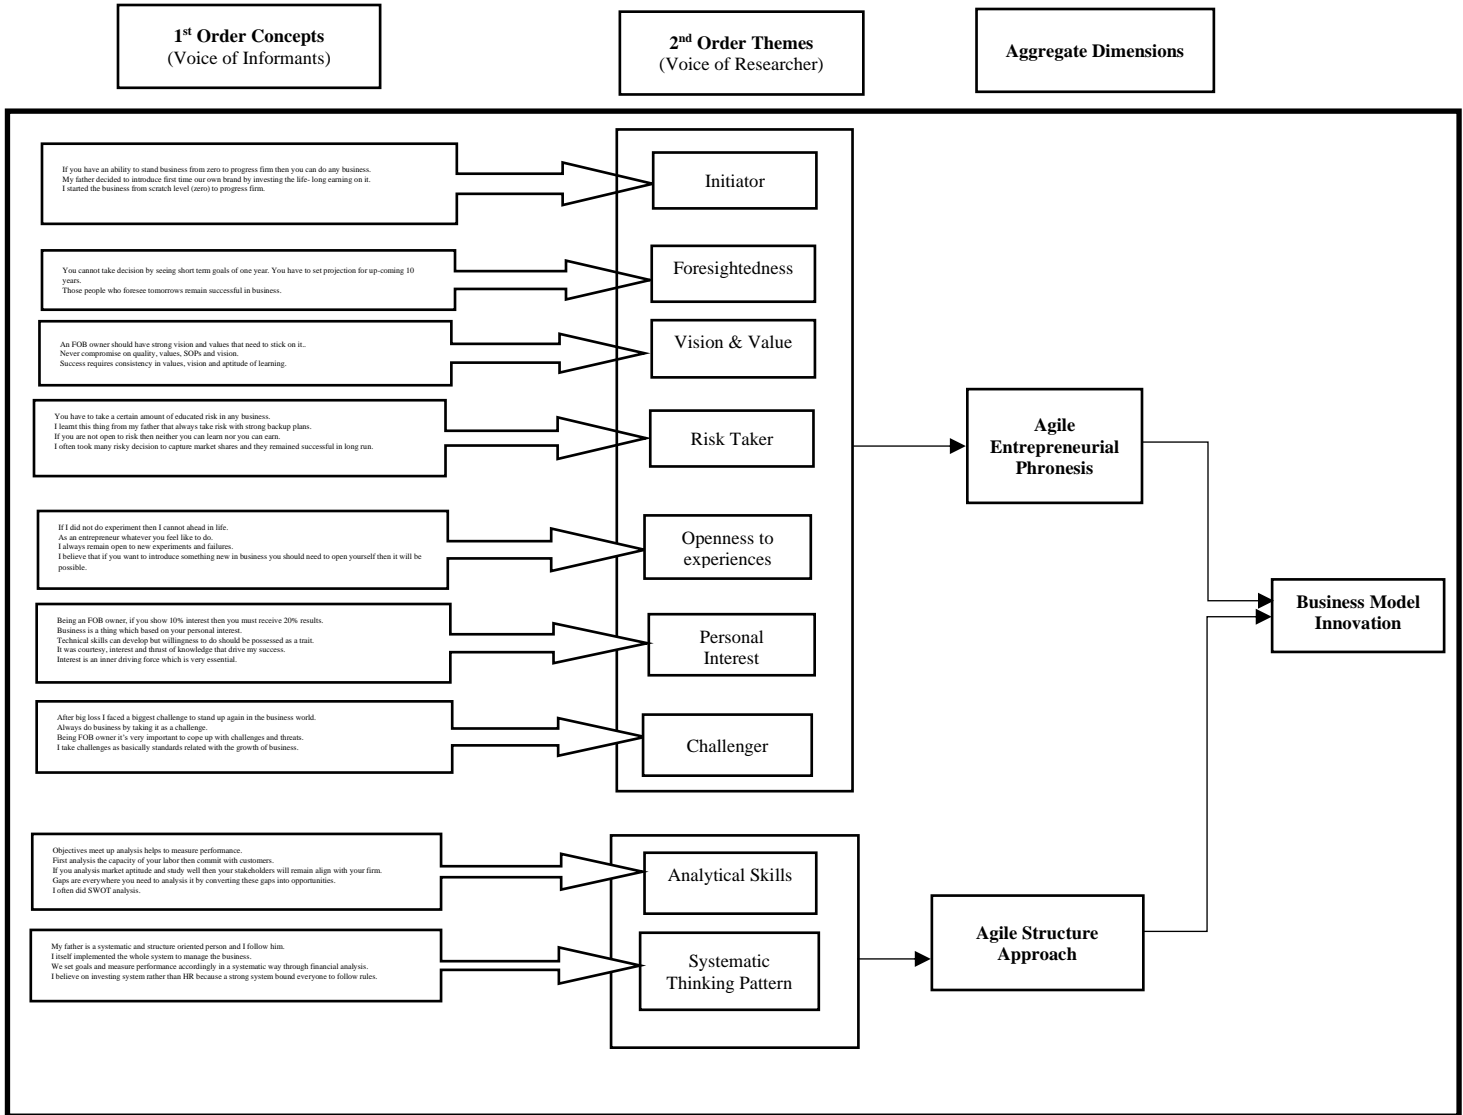 1st Order Concepts
(Voice of Informants)
2nd Order Themes
(Voice of Researcher)
Aggregate Dimensions
If you have an ability to stand business from zero to progress firm then you can do any business.
My father decided to introduce first time our own brand by investing the life- long earning on it.
I started the business from scratch level (zero) to progress firm.
Initiator
You cannot take decision by seeing short term goals of one year. You have to set projection for up-coming 10
years.
Those people who foresee tomorrows remain successful in business.
Foresightedness
An FOB owner should have strong vision and values that need to stick on it..
Never compromise on quality, values, SOPs and vision.
Success requires consistency in values, vision and aptitude of learning.
Vision & Value
You have to take a certain amount of educated risk in any business.
I learnt this thing from my father that always take risk with strong backup plans.
If you are not open to risk then neither you can learn nor you can earn.
I often took many risky decision to capture market shares and they remained successful in long run.
Risk Taker
If I did not do experiment then I cannot ahead in life.
As an entrepreneur whatever you feel like to do.
I always remain open to new experiments and failures.
I believe that if you want to introduce something new in business you should need to open yourself then it will be
possible.
Openness to
experiences
Being an FOB owner, if you show 10% interest then you must receive 20% results.
Business is a thing which based on your personal interest.
Technical skills can develop but willingness to do should be possessed as a trait.
It was courtesy, interest and thrust of knowledge that drive my success.
Interest is an inner driving force which is very essential.
Personal
Interest
After big loss I faced a biggest challenge to stand up again in the business world.
Always do business by taking it as a challenge.
Being FOB owner it's very important to cope up with challenges and threats.
I take challenges as basically standards related with the growth of business.
Challenger
Agile
Entrepreneurial
Phronesis
Business Model
Innovation
Objectives meet up analysis helps to measure performance.
First analysis the capacity of your labor then commit with customers.
If you analysis market aptitude and study well then your stakeholders will remain align with your firm.
Gaps are everywhere you need to analysis it by converting these gaps into opportunities.
I often did SWOT analysis.
Analytical Skills
My father is a systematic and structure oriented person and I follow him.
I itself implemented the whole system to manage the business.
We set goals and measure performance accordingly in a systematic way through financial analysis.
I believe on investing system rather than HR because a strong system bound everyone to follow rules.
Systematic
Thinking Pattern
Agile Structure
Approach